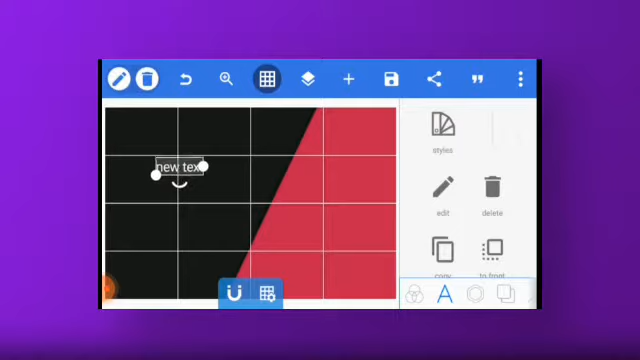 new tex
styles
edit
delete
copy
to front
A